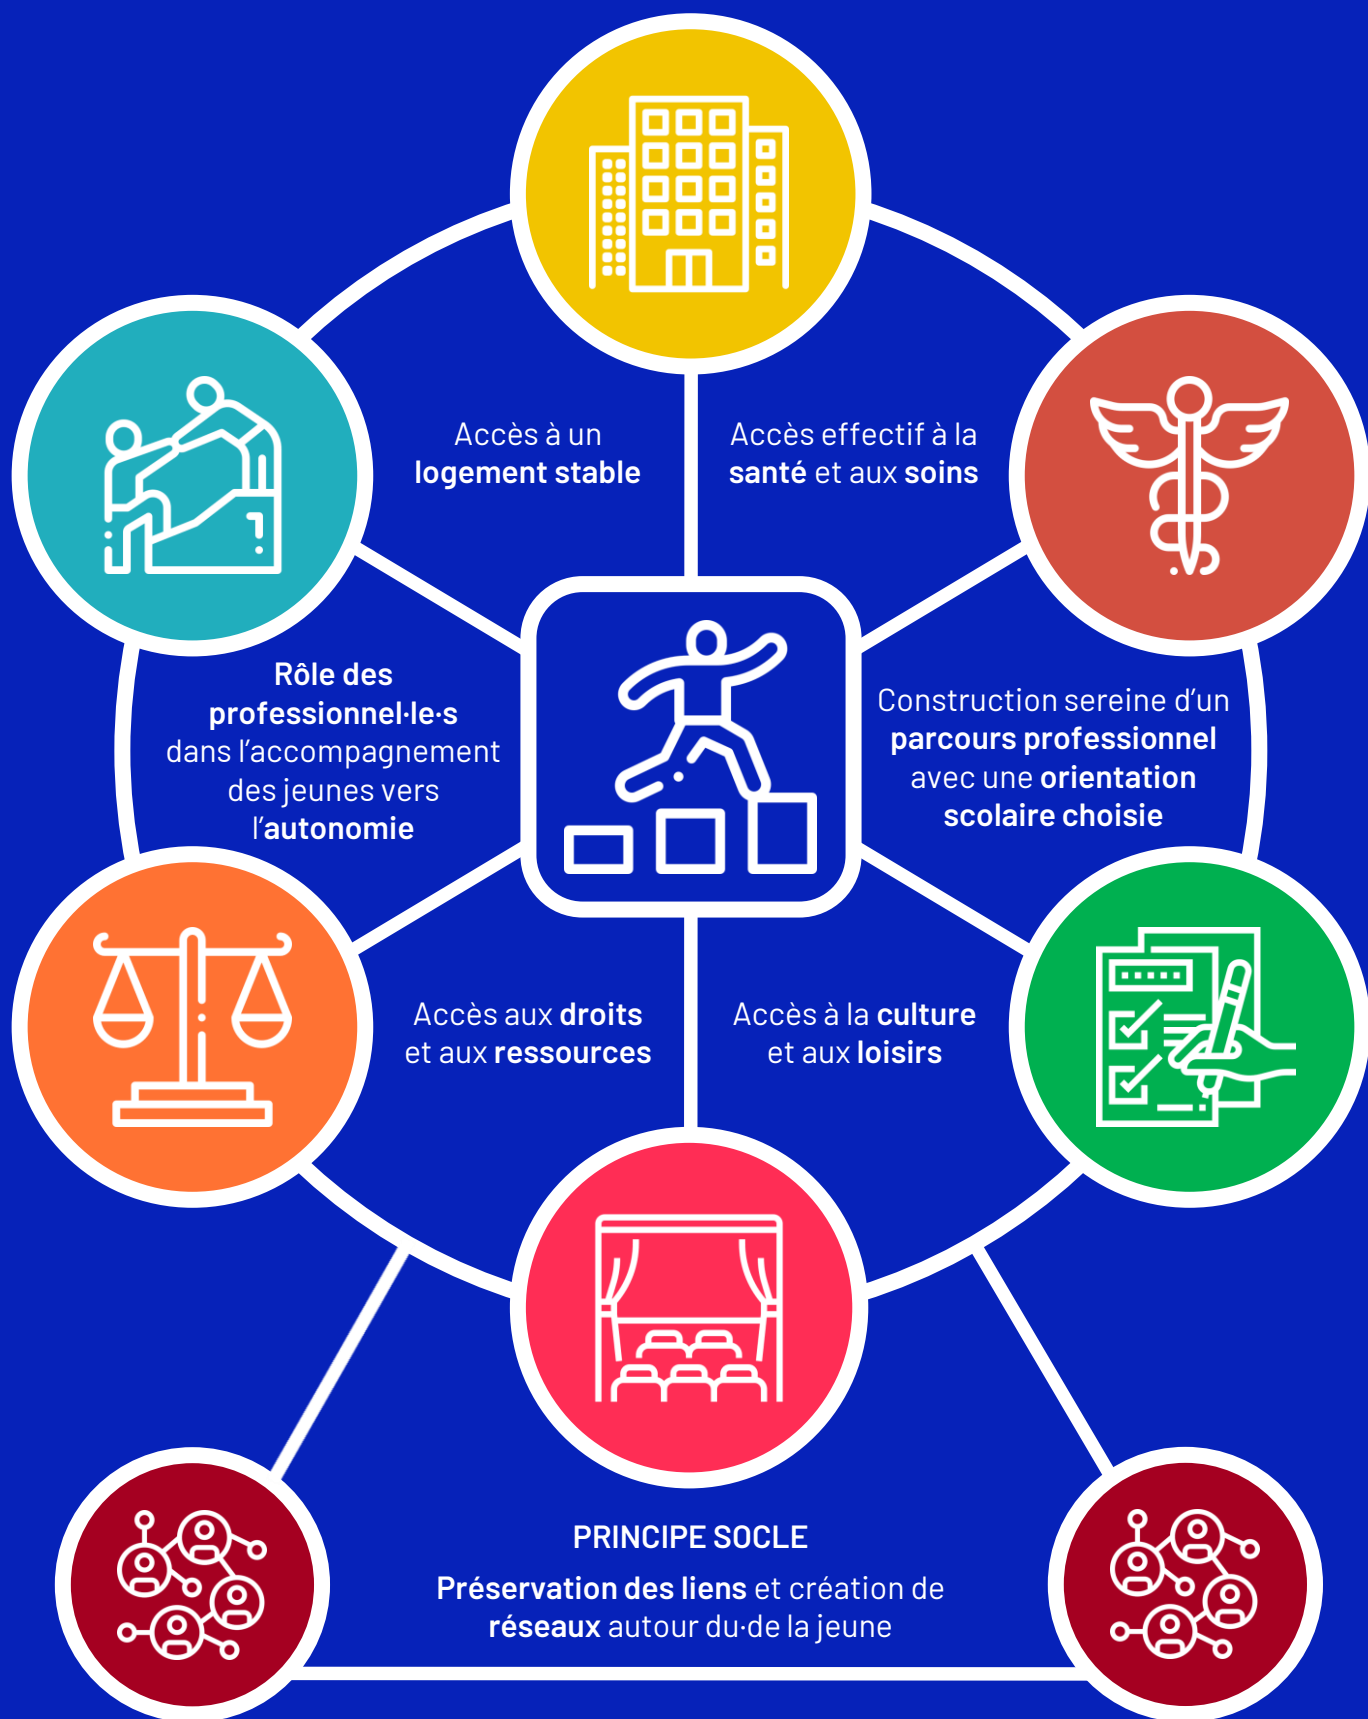 Accès à un
logement stable
Accès effectif à la
santé et aux soins
Rôle des
professionnel·le·s
dans l’accompagnement
des jeunes vers
l’autonomie
Construction sereine d’un
parcours professionnel
avec une orientation
scolaire choisie
Accès aux droits
et aux ressources
Accès à la culture
et aux loisirs
PRINCIPE SOCLE
Préservation des liens et création de
réseaux autour du·de la jeune